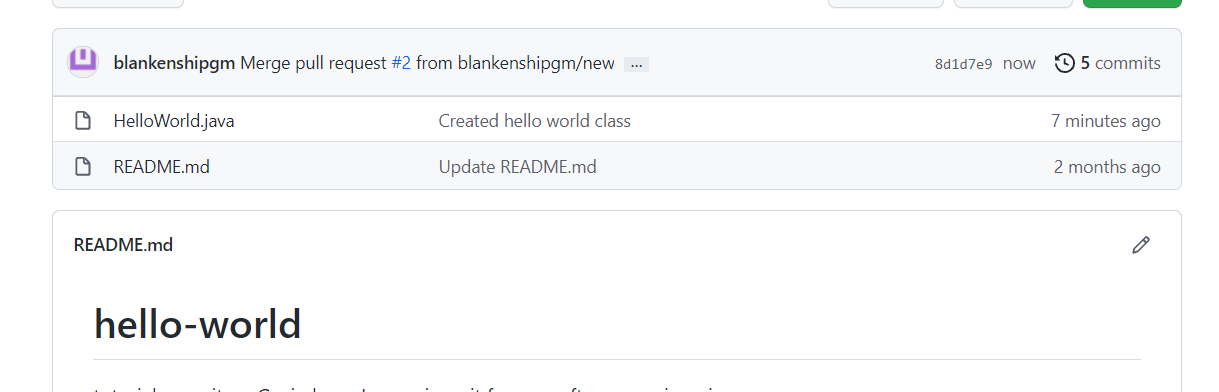 blankenshipgm Merge pull request #2 from blankenshipgm/new ... 8d1d7e9 now 5 commits
HelloWorld.java Created hello world class 7 minutes ago
README.md Update README.md 2 months ago
README.md
hello-world